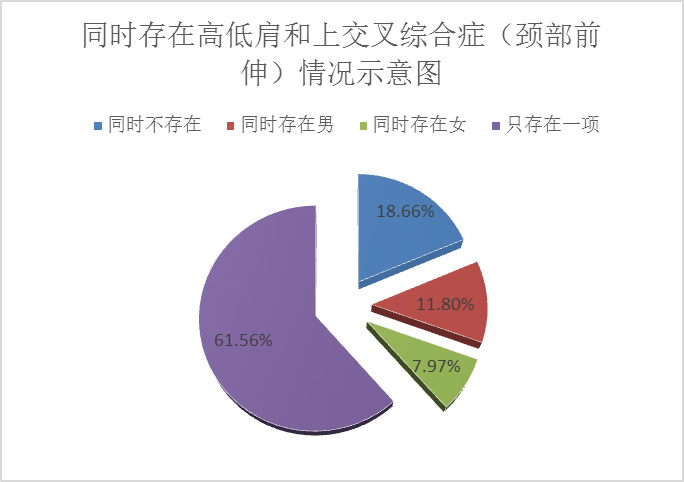 同时存在高低肩和上交叉综合症（颈部前
伸）情况示意图
同时不存在 同时存在男 同时存在女 只存在一项
18.66%
11.80%
61.56%
7.97%